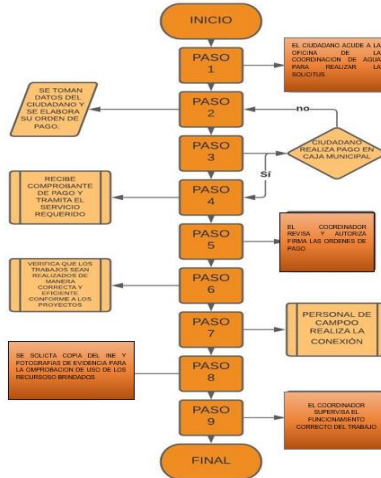 INICIO
PASO
1
EL CIUDADANO ACUDE A LA
OFICINA DE LA
COORDINACION DE AGUA
PARA REALIZAR LA
SOLICITUS
SE TOMAN
DATOS DEL
CIUDADANO Y
SE ELABORA
SU ORDEN DE
PAGO.
PASO
2
no
PASO
3
CIUDADANO
REALIZA PAGO EN
CAJA MUNICIPAL
Sí
RECIBE
COMPROBANTE
DE PAGO Y
TRAMITA EL
SERVICIO
REQUERIDO
PASO
4
PASO
5
EL COORDINADOR
REVISA Y AUTORIZA
FIRMA LAS ORDENES DE
PAGO
VERIFICA QUE LOS
TRABAJOS SEAN
REALIZADOS DE
MANERA
CORRECTA Y
EFICIENTE
CONFORME A LOS
PROYECTOS
PASO
6
PASO
7
PERSONAL DE
CAMPOO
REALIZA LA
CONEXIÓN
SE SOLICTA COPIA DEL INE Y
FOTOGRAFIAS DE EVIDENCIA PARA
LA OMPROBACION DE USO DE LOS
RECURSOSO BRINDADOS
PASO
8
PASO
9
EL COORDINADOR
SUPERVISA EL
FUNCIONAMIENTO
CORRECTO DEL TRABAJO
FINAL